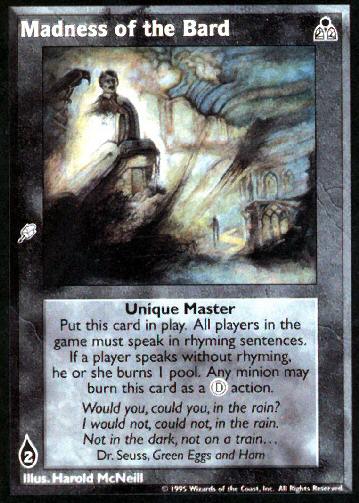 Madness of the Bard
Unique Master
Put this card in play. All players in the
game must speak in rhyming sentences.
If a player speaks without rhyming,
he or she burns 1 pool. Any minion may
burn this card as a Ⓓ action.
Would you, could you, in the rain?
I would not, could not, in the rain.
Not in the dark, not on a train…
Dr. Seuss, Green Eggs and Ham
2
Illus. Harold McNeill
© 1995 Wizards of the Coast, Inc. All Rights Reserved.